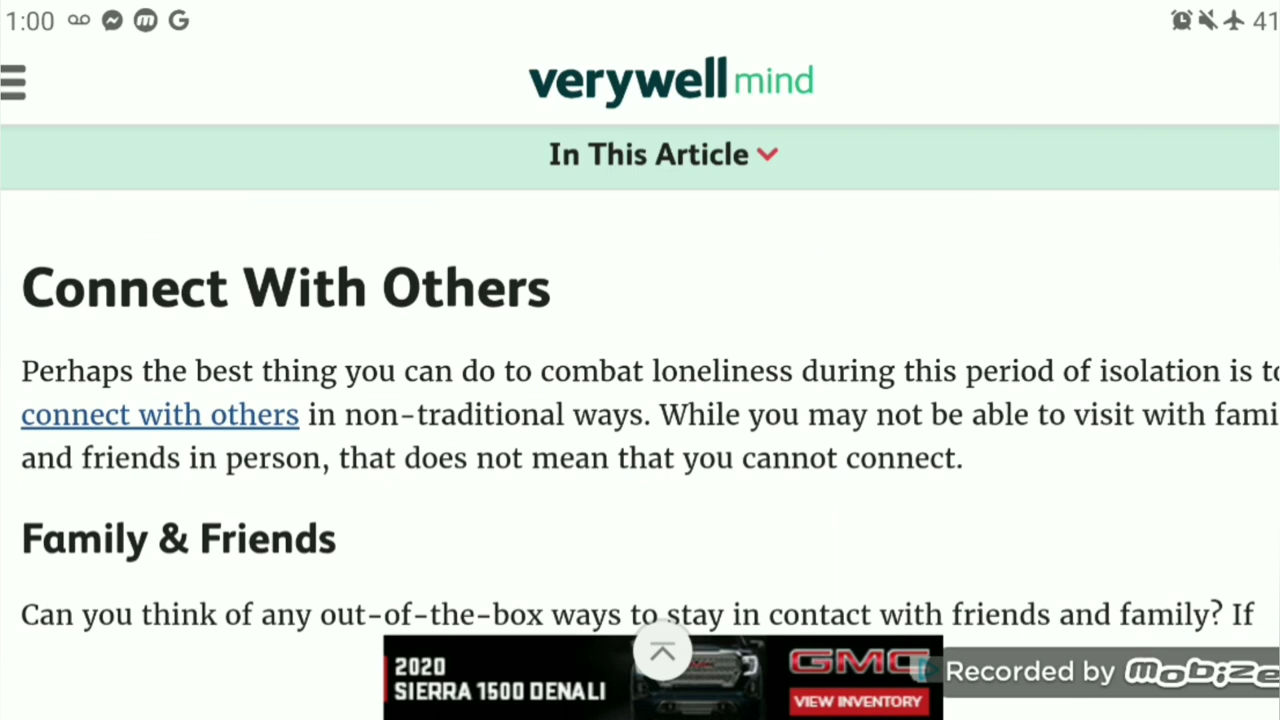 1:00
41
verywell mind
In This Article
Connect With Others
Perhaps the best thing you can do to combat loneliness during this period of isolation is
connect with others in non-traditional ways. While you may not be able to visit with
and friends in person, that does not mean that you cannot connect.
Family & Friends
Can you think of any out-of-the-box ways to stay in contact with friends and family? If
2020
SIERRA 1500 DENALI
GMC
VIEW INVENTORY
Recorded by